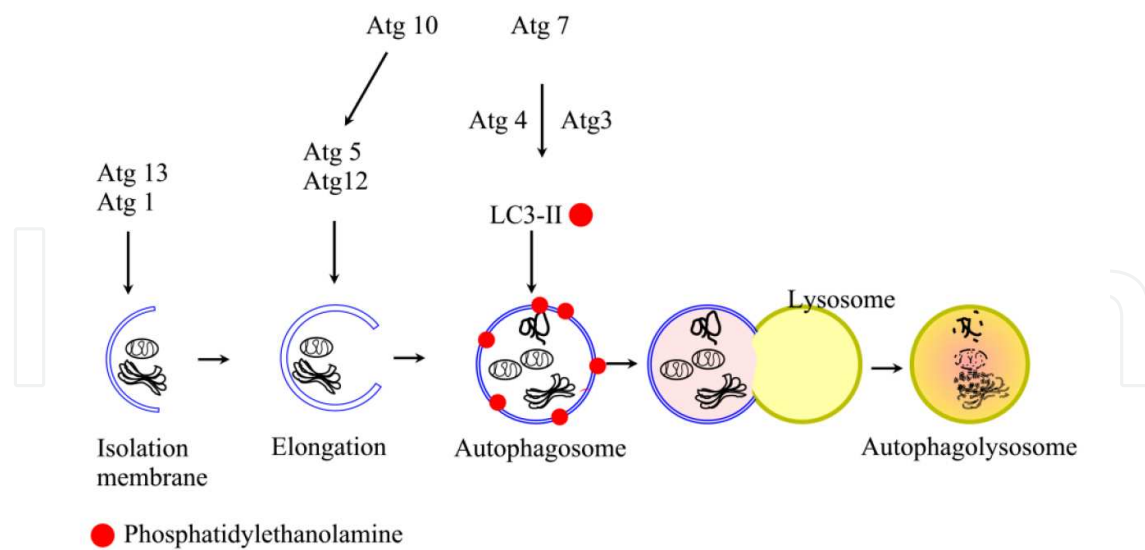 Atg 10
Atg 7
Atg 4
Atg3
Atg 5
Atg12
Atg 13
Atg 1
LC3-II
Lysosome
Isolation
membrane
Elongation
Autophagosome
Autophagolysosome
Phosphatidylethanolamine